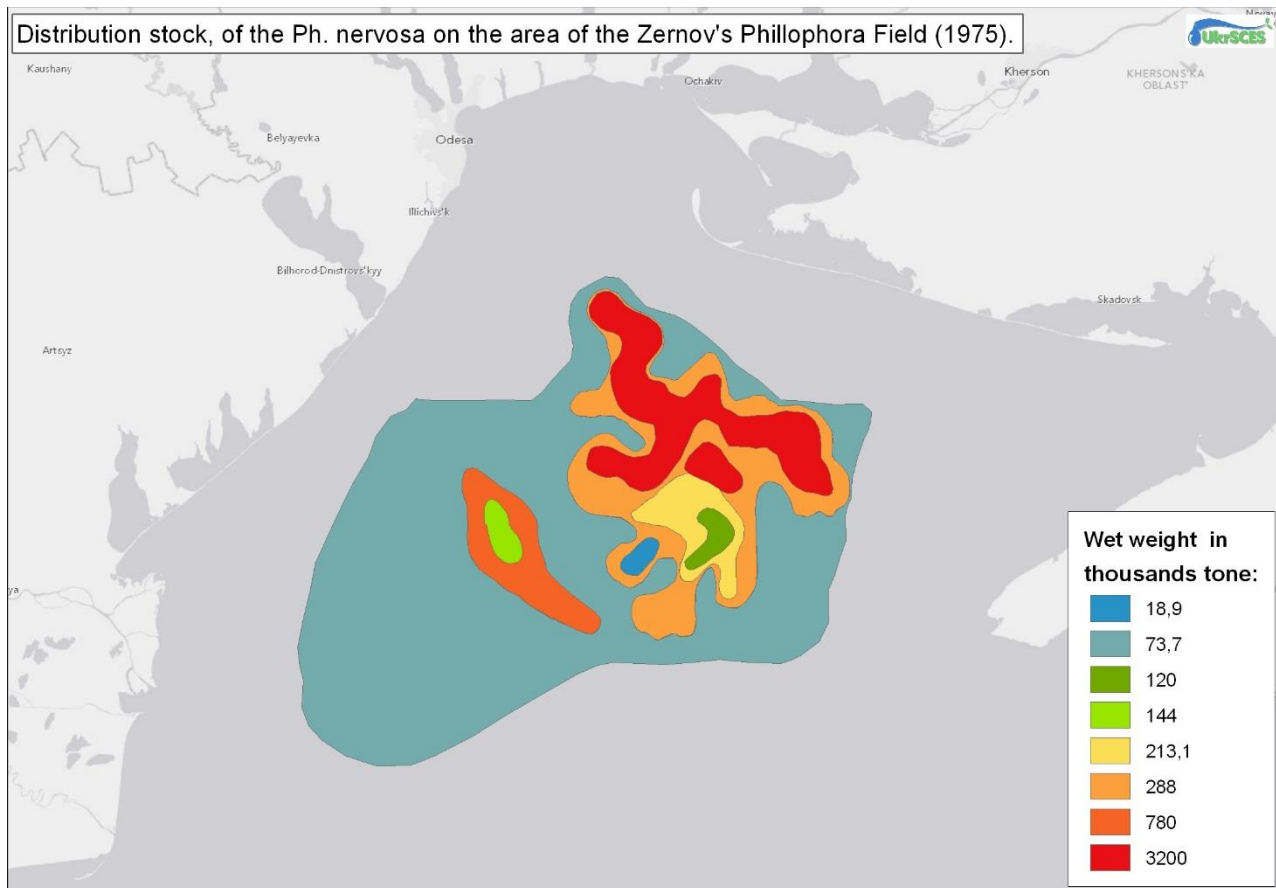 Distribution stock, of the Ph. nervosa on the area of the Zernov's Phillophora Field (1975).
UkrSCES
Kaushany
Ochakiv
Kherson
KHERSONS'KA
OBLAST'
Belyayevka
Odesa
Illichivs'k
Bilhorod-Dnistrovs'kyy
Skadovsk
Artsyz
ya
Wet weight in
thousands tone:
18,9
73,7
120
144
213,1
288
780
3200